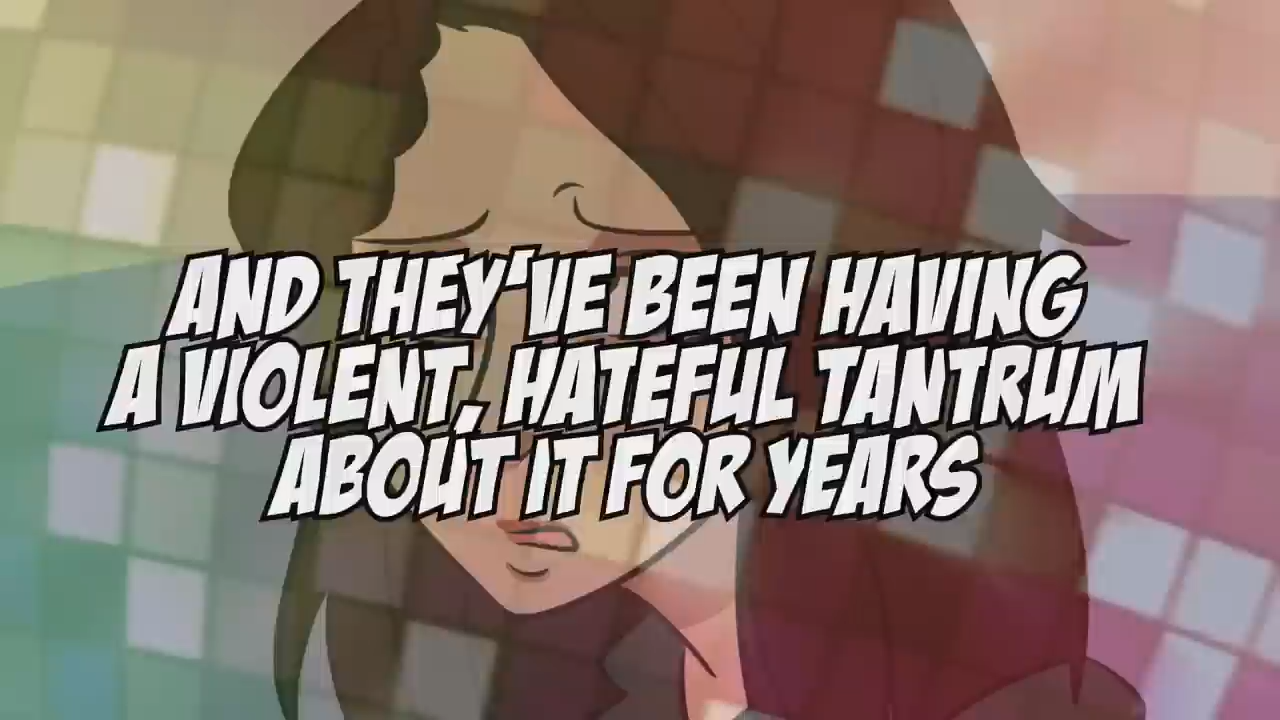 AND THEY'VE BEEN HAVING
A VIOLENT, HATEFUL TANTRUM
ABOUT IT FOR YEARS